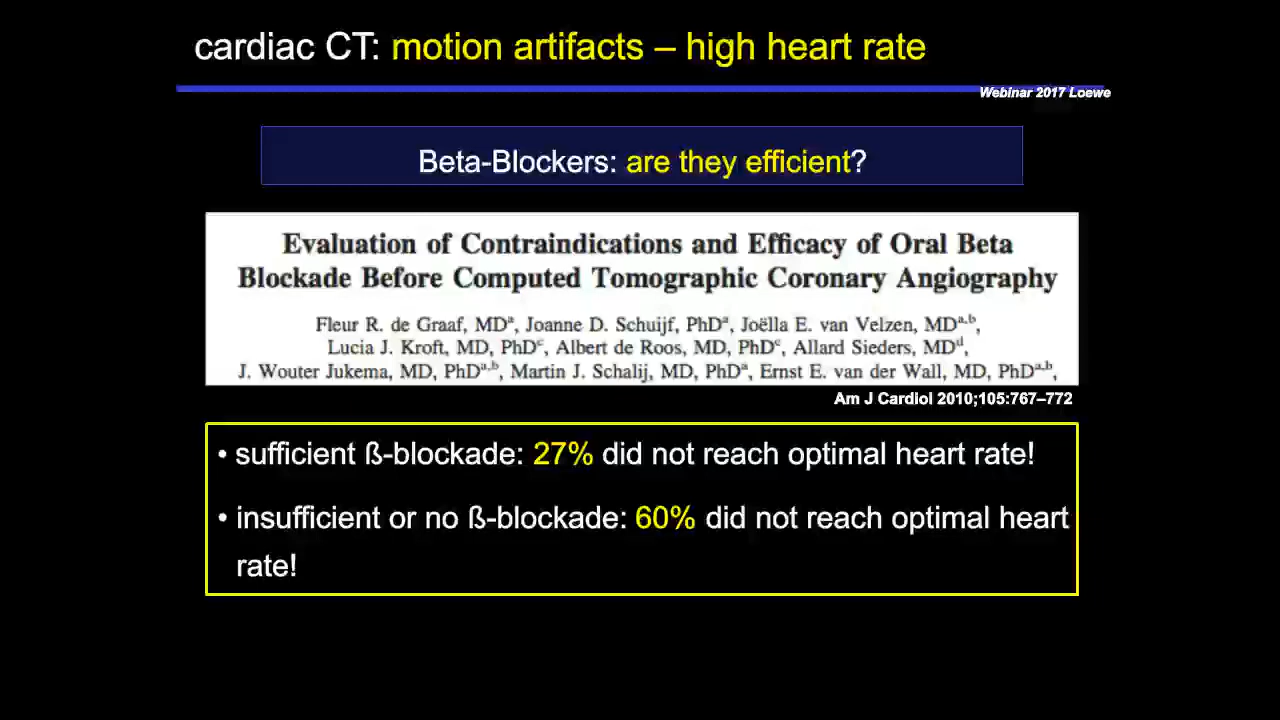 cardiac CT: motion artifacts – high heart rate
Webinar 2017 Loewe
Beta-Blockers: are they efficient?
Evaluation of Contraindications and Efficacy of Oral Beta
Blockade Before Computed Tomographic Coronary Angiography
Fleur R. de Graaf, MDᵃ, Joanne D. Schuijf, PhDᵃ, Joëlla E. van Velzen, MDᵃ,ᵇ,
Lucia J. Kroft, MD, PhDᶜ, Albert de Roos, MD, PhDᶜ, Allard Sieders, MDᵈ,
J. Wouter Jukema, MD, PhDᵃ,ᵇ, Martin J. Schalij, MD, PhDᵃ, Ernst E. van der Wall, MD, PhDᵃ,ᵇ,
Am J Cardiol 2010;105:767–772
• sufficient ß-blockade: 27% did not reach optimal heart rate!
• insufficient or no ß-blockade: 60% did not reach optimal heart
rate!